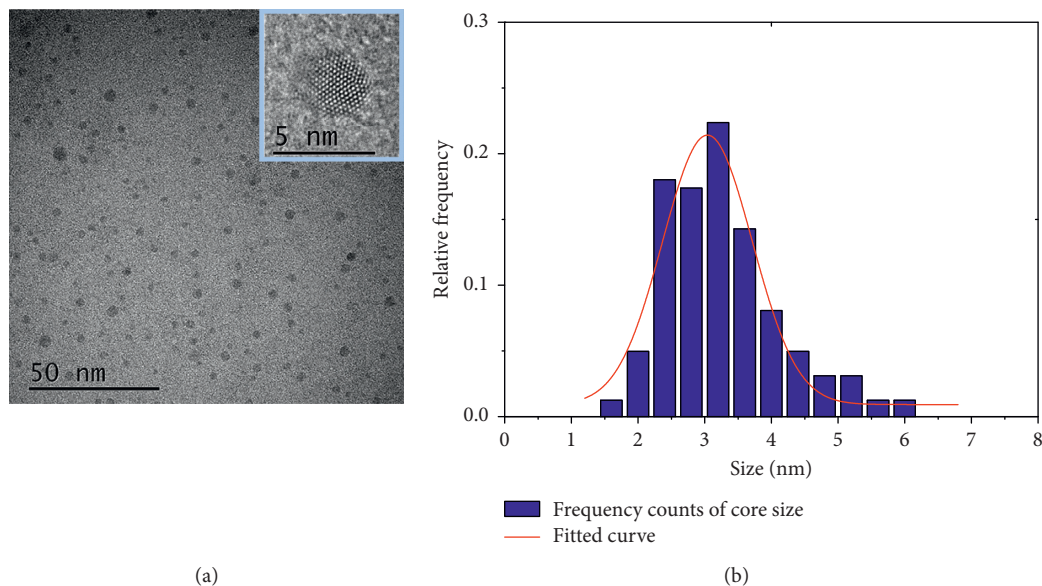 5 nm
50 nm
(a)
0.3
0.2
0.1
0.0
Relative frequency
0 1 2 3 4 5 6 7 8
Size (nm)
Frequency counts of core size
Fitted curve
(b)